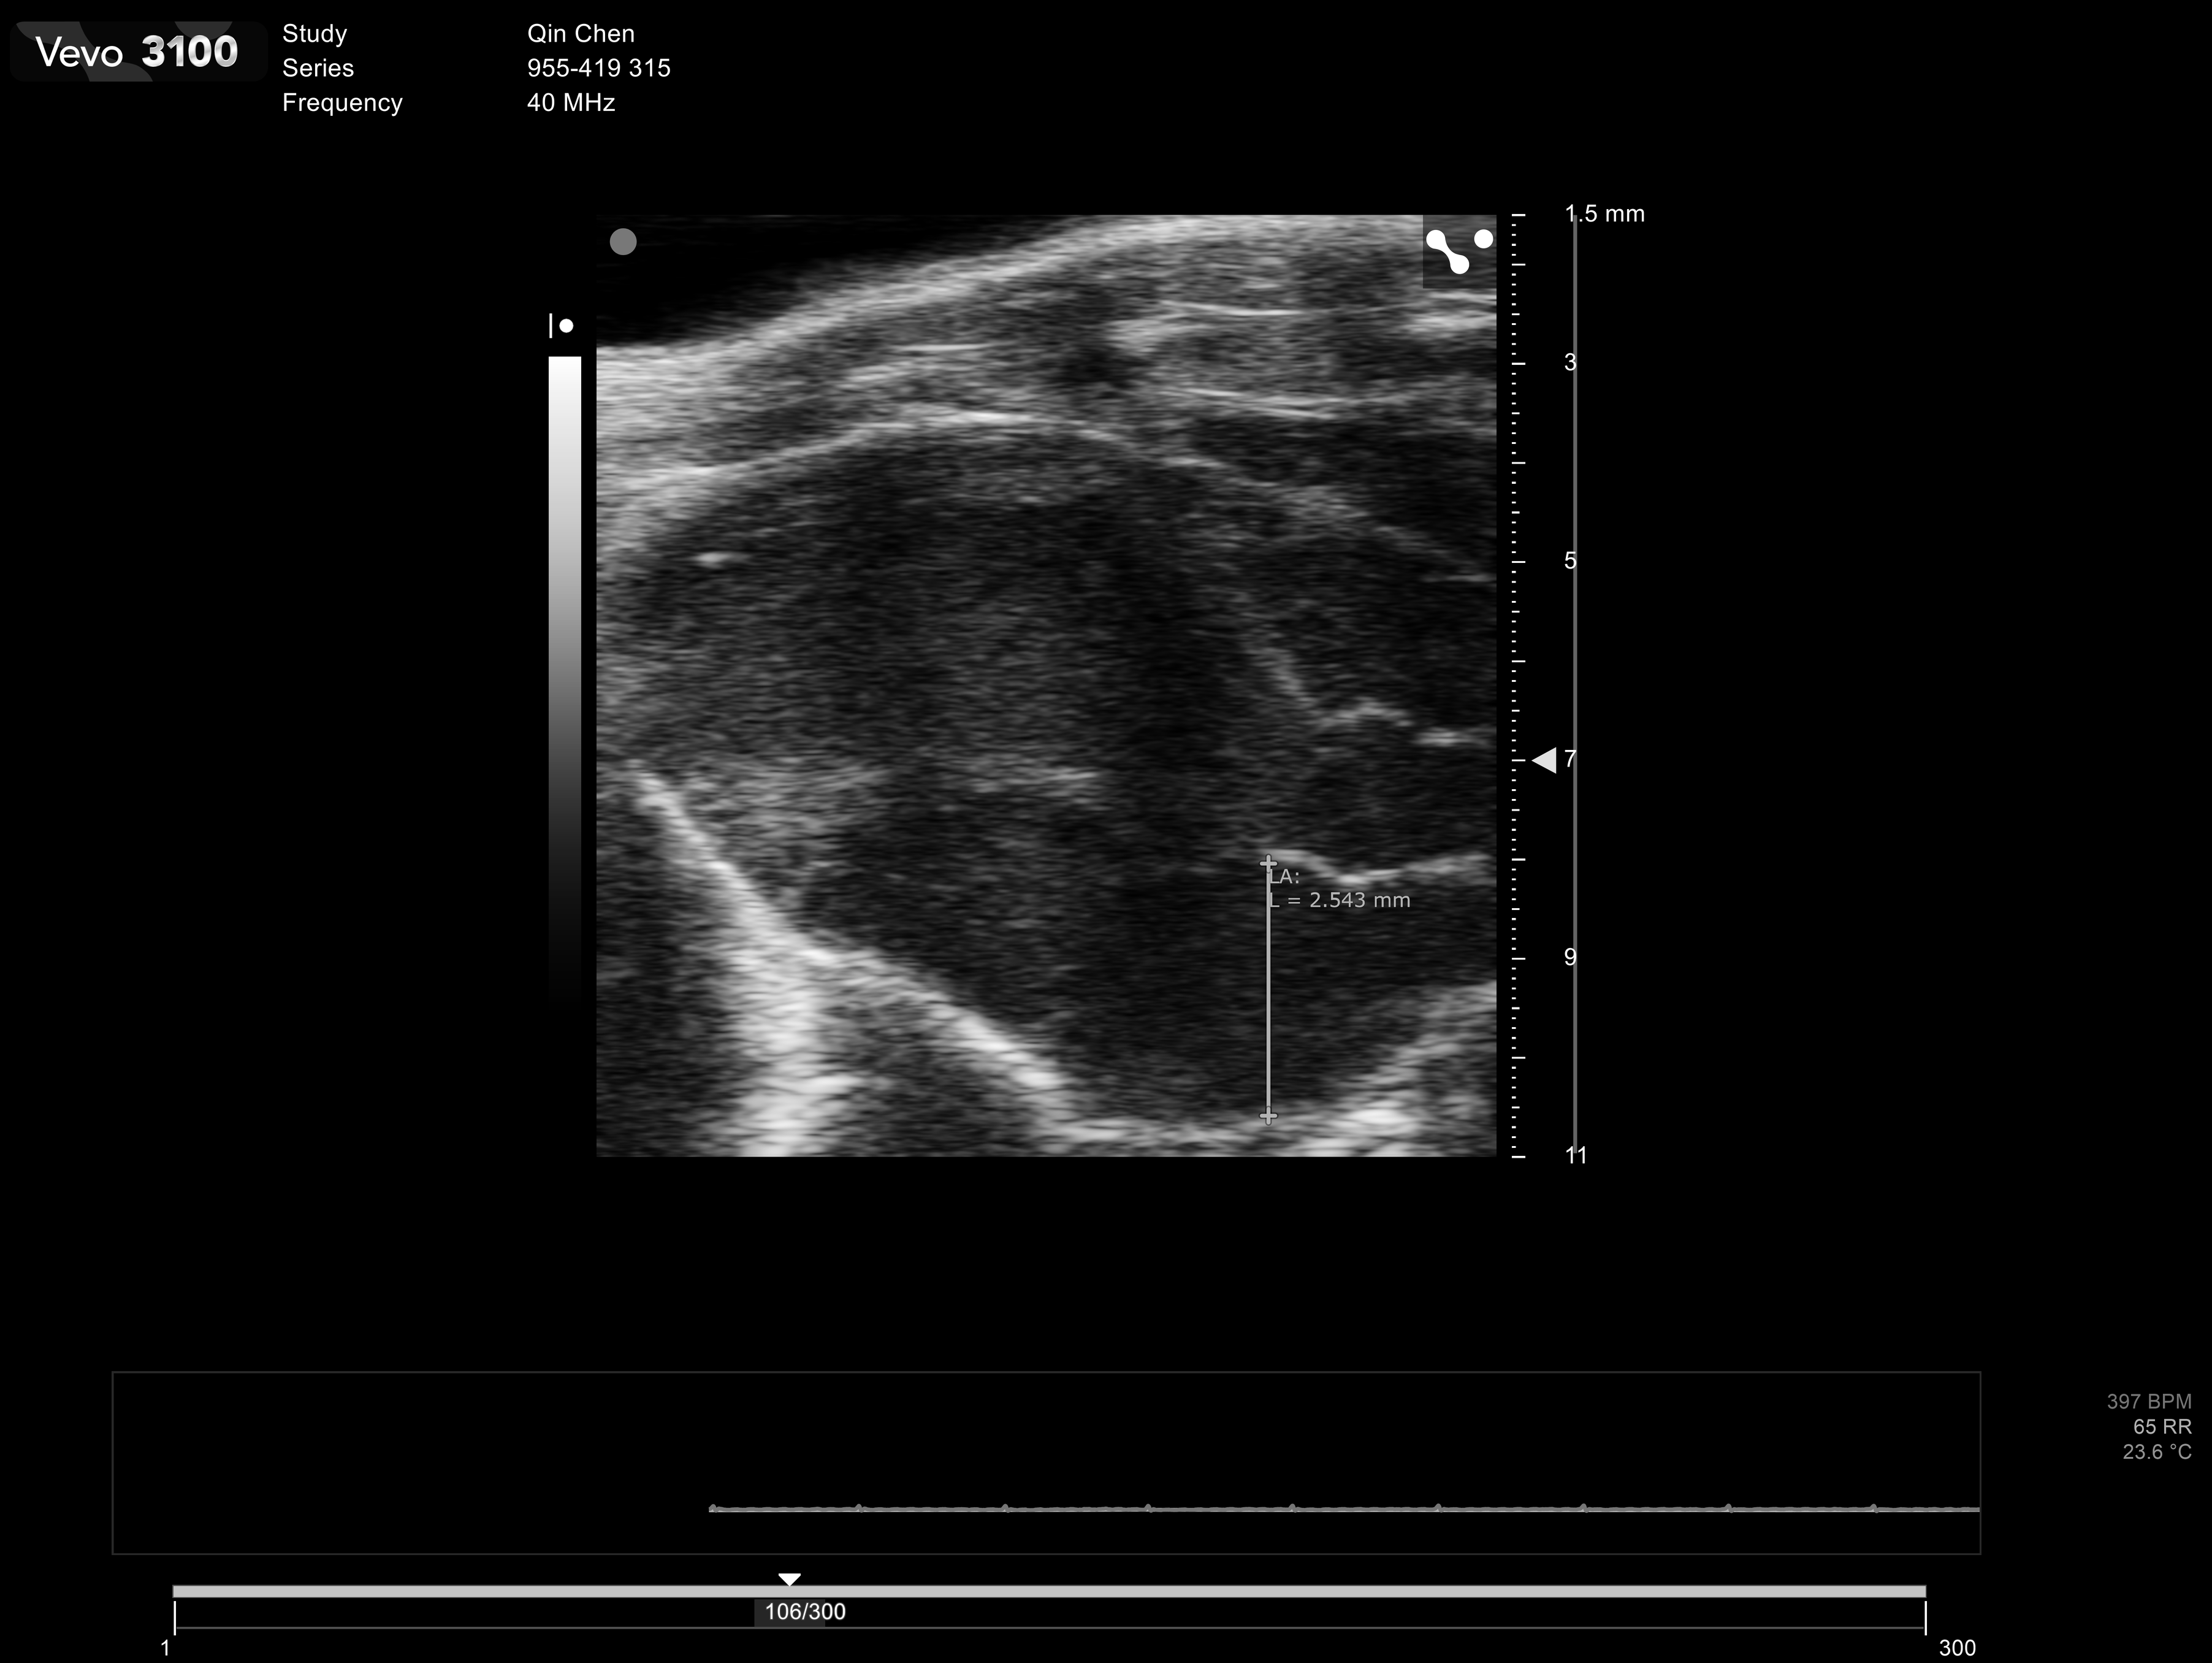 Vevo 3100
Study Qin Chen
Series 955-419 315
Frequency 40 MHz
1.5 mm
3
5
7
LA:
L = 2.543 mm
9
11
397 BPM
65 RR
23.6 °C
106/300
1
300